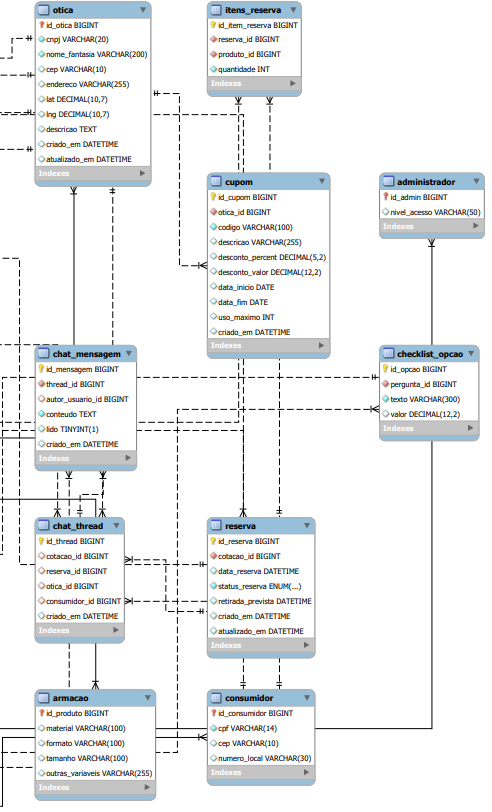 otica
id_otica BIGINT
cnpj VARCHAR(20)
nome_fantasia VARCHAR(200)
cep VARCHAR(10)
endereco VARCHAR(255)
lat DECIMAL(10,7)
lng DECIMAL(10,7)
descricao TEXT
criado_em DATETIME
atualizado_em DATETIME
Indexes
itens_reserva
id_item_reserva BIGINT
reserva_id BIGINT
produto_id BIGINT
quantidade INT
Indexes
cupom
id_cupom BIGINT
otica_id BIGINT
codigo VARCHAR(100)
descricao VARCHAR(255)
desconto_percent DECIMAL(5,2)
desconto_valor DECIMAL(12,2)
data_inicio DATE
data_fim DATE
uso_maximo INT
criado_em DATETIME
Indexes
administrador
id_admin BIGINT
nivel_acesso VARCHAR(50)
Indexes
chat_mensagem
id_mensagem BIGINT
thread_id BIGINT
autor_usuario_id BIGINT
conteudo TEXT
lido TINYINT(1)
criado_em DATETIME
Indexes
checklist_opcao
id_opcao BIGINT
pergunta_id BIGINT
texto VARCHAR(300)
valor DECIMAL(12,2)
Indexes
chat_thread
id_thread BIGINT
cotacao_id BIGINT
reserva_id BIGINT
otica_id BIGINT
consumidor_id BIGINT
criado_em DATETIME
Indexes
reserva
id_reserva BIGINT
cotacao_id BIGINT
data_reserva DATETIME
status_reserva ENUM(...)
retirada_prevista DATETIME
criado_em DATETIME
atualizado_em DATETIME
Indexes
armacao
id_produto BIGINT
material VARCHAR(100)
formato VARCHAR(100)
tamanho VARCHAR(100)
outras_variaveis VARCHAR(255)
Indexes
consumidor
id_consumidor BIGINT
cpf VARCHAR(14)
cep VARCHAR(10)
numero_local VARCHAR(30)
Indexes